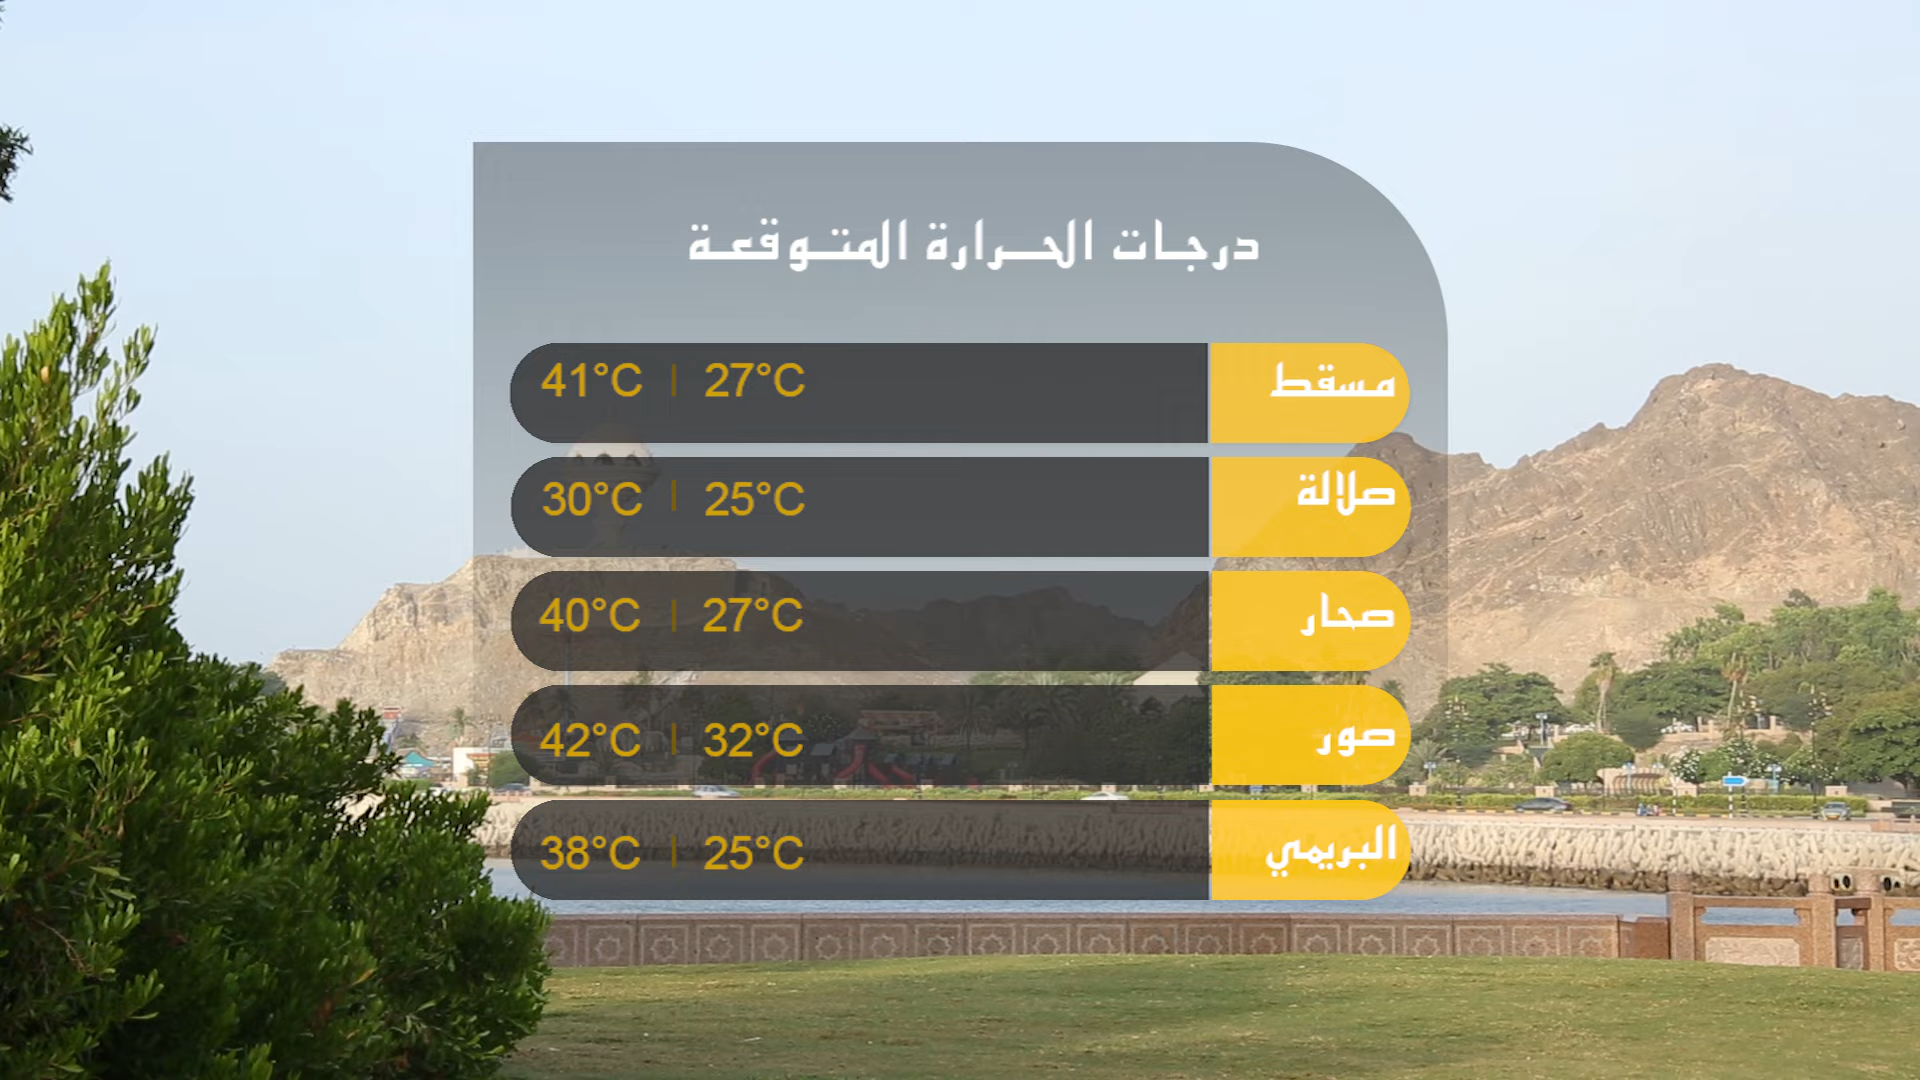 درجات الحرارة المتوقعة
مسقط 27°C | 41°C
صلالة 25°C | 30°C
صحار 27°C | 40°C
صور 32°C | 42°C
البريمي 25°C | 38°C